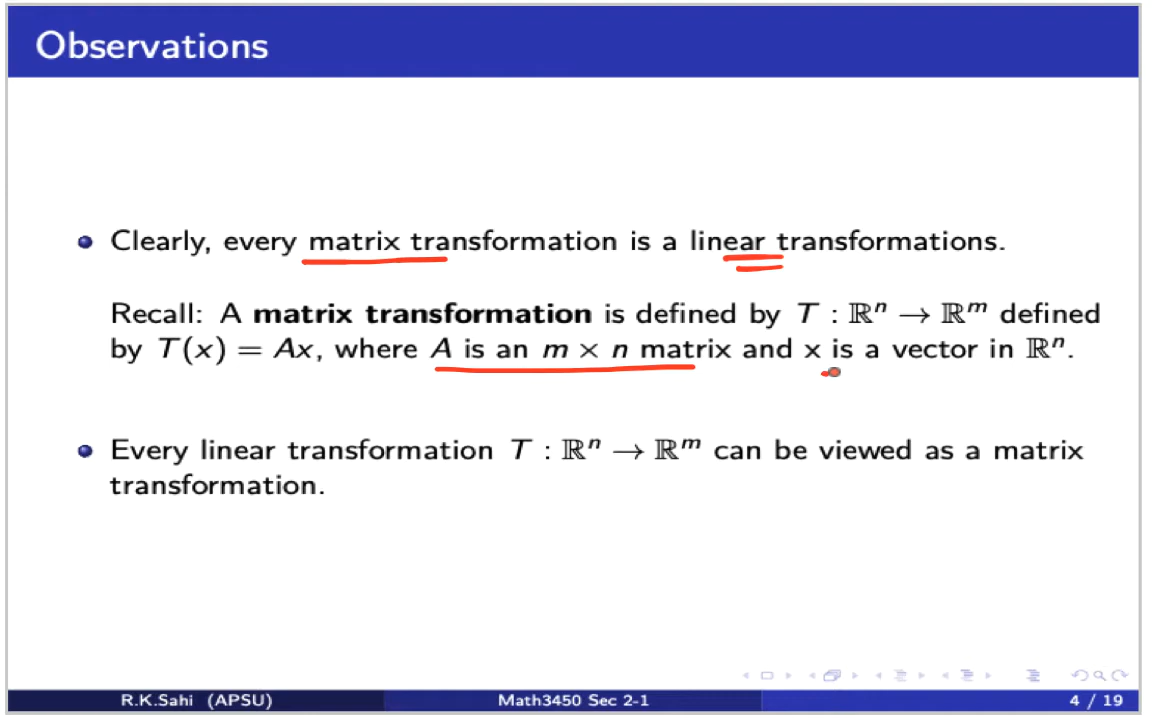 Observations
Clearly, every matrix transformation is a linear transformations.
Recall: A matrix transformation is defined by T : ℝⁿ → ℝᵐ defined
by T(x) = Ax, where A is an m × n matrix and x is a vector in ℝⁿ.
Every linear transformation T : ℝⁿ → ℝᵐ can be viewed as a matrix
transformation.
R.K.Sahi (APSU) Math3450 Sec 2-1 4 / 19